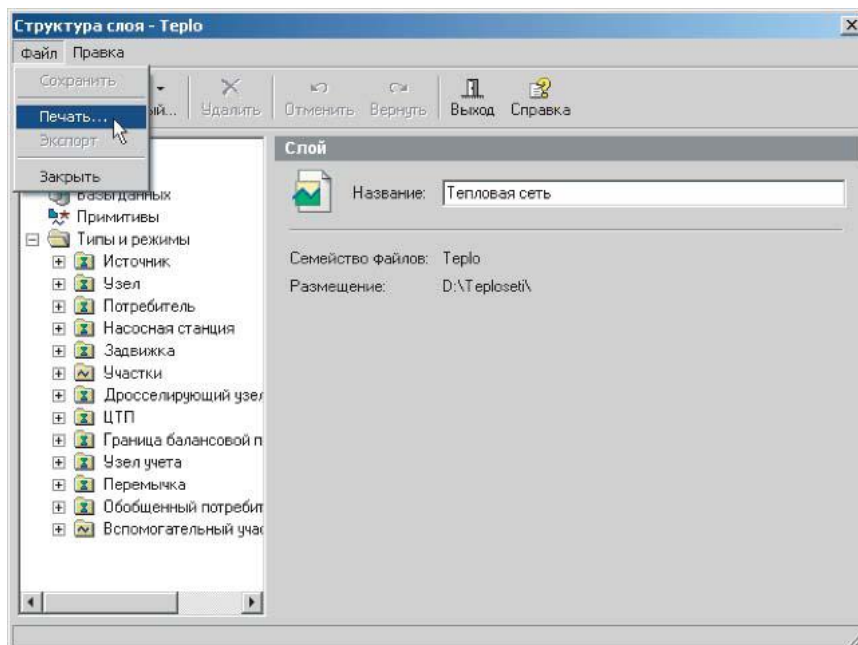 Структура слоя - Teplo
Файл Правка
Сохранить
Печать...
Экспорт
Закрыть
Удалить Отменить Вернуть Выход Справка
Слой
Название: Тепловая сеть
Семейство файлов: Teplo
Размещение: D:\Teploseti\
Базы данных
Примитивы
Типы и режимы
Источник
Узел
Потребитель
Насосная станция
Задвижка
Участки
Дросселирующий узел
ЦТП
Граница балансовой п
Узел учета
Перемычка
Обобщенный потребит
Вспомогательный учас